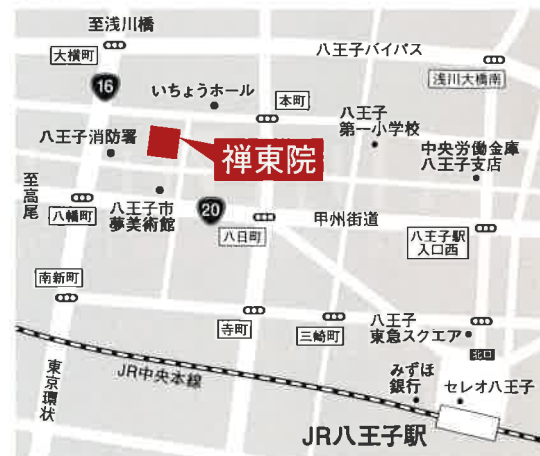 至浅川橋
大横町
八王子バイパス
浅川大橋南
16
いちょうホール
本町
八王子
第一小学校
八王子消防署
禅東院
中央労働金庫
八王子支店
至高尾
八幡町
八王子市
夢美術館
20
八日町
甲州街道
八王子駅
入口西
南新町
寺町
三崎町
八王子
東急スクエア
北口
東京環状
JR中央本線
みずほ
銀行
セレオ八王子
JR八王子駅